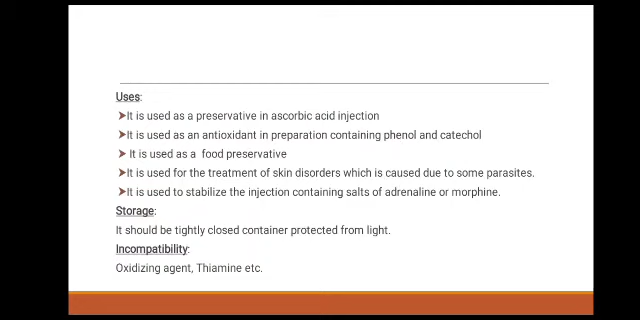 Uses:
➤It is used as a preservative in ascorbic acid injection
➤It is used as an antioxidant in preparation containing phenol and catechol
➤ It is used as a food preservative
➤It is used for the treatment of skin disorders which is caused due to some parasites.
➤It is used to stabilize the injection containing salts of adrenaline or morphine.
Storage:
It should be tightly closed container protected from light.
Incompatibility:
Oxidizing agent, Thiamine etc.